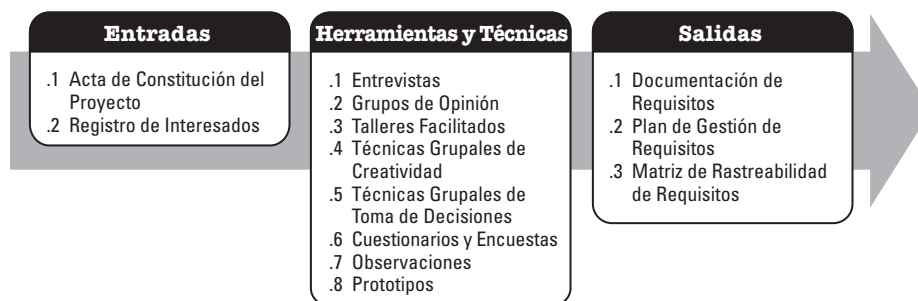 Entradas
.1 Acta de Constitución del
Proyecto
.2 Registro de Interesados
Herramientas y Técnicas
.1 Entrevistas
.2 Grupos de Opinión
.3 Talleres Facilitados
.4 Técnicas Grupales de
Creatividad
.5 Técnicas Grupales de
Toma de Decisiones
.6 Cuestionarios y Encuestas
.7 Observaciones
.8 Prototipos
Salidas
.1 Documentación de
Requisitos
.2 Plan de Gestión de
Requisitos
.3 Matriz de Rastreabilidad
de Requisitos